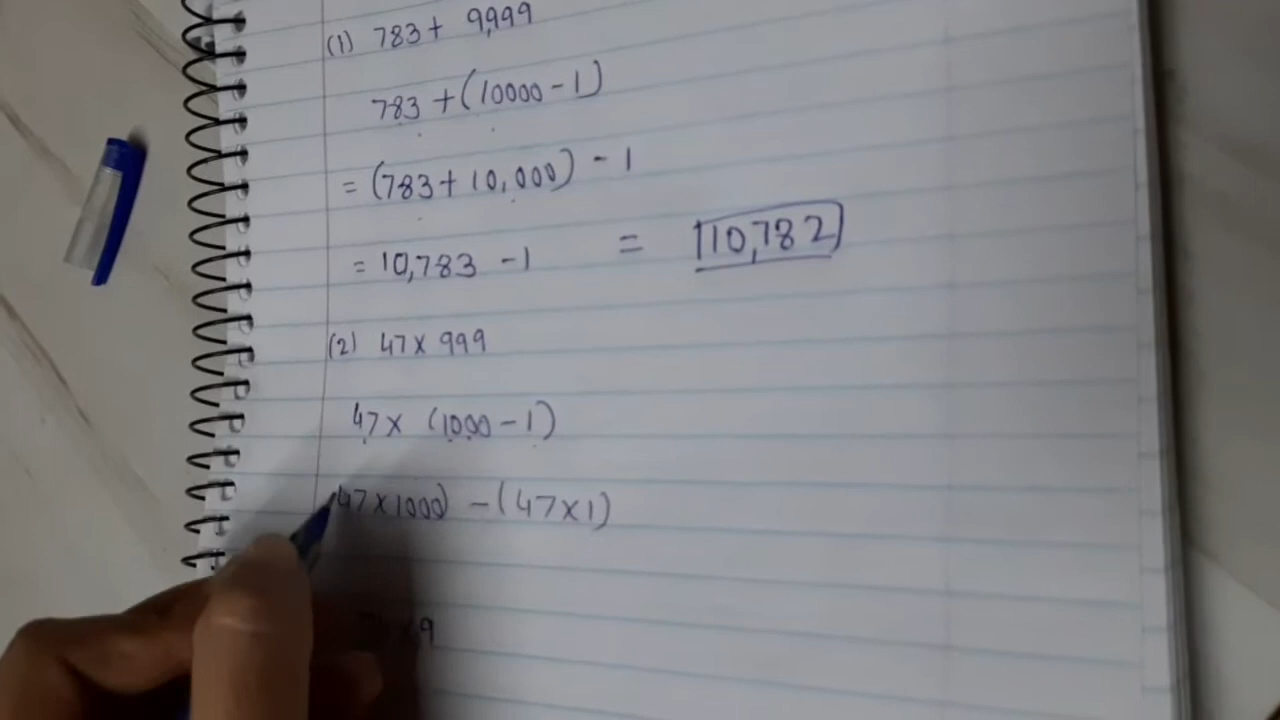 (1) 783 + 9,999
783 + (10000 - 1)
= (783 + 10,000) - 1
= 10,783 - 1 = 10,782
(2) 47 x 999
47 x (1000 - 1)
47 x 1000) - (47 x 1)